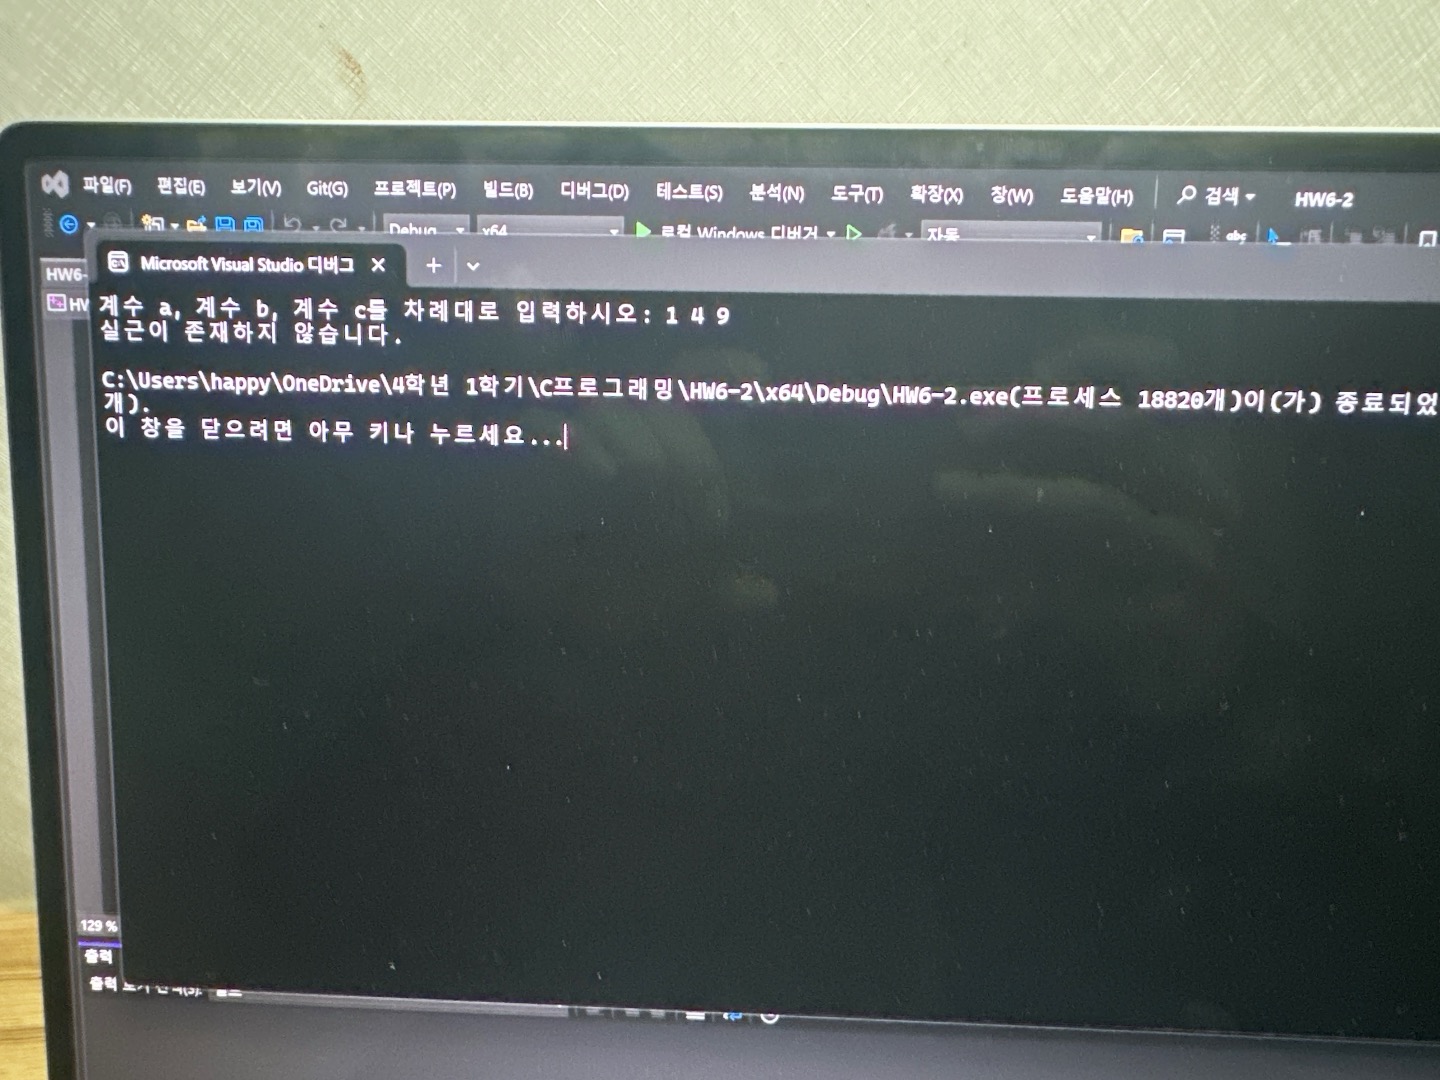 파일(F) 편집(E) 보기(V) Git(G) 프로젝트(P) 빌드(B) 디버그(D) 테스트(S) 분석(N) 도구(T) 확장(X) 창(W) 도움말(H) 검색 HW6-2
Debug x64 로컬 Windows 디버거 자동
HW6- Microsoft Visual Studio 디버그
HW
계수 a, 계수 b, 계수 c를 차례대로 입력하시오: 1 4 9
실근이 존재하지 않습니다.
C:\Users\happy\OneDrive\4학년 1학기\C프로그래밍\HW6-2\x64\Debug\HW6-2.exe(프로세스 18820개)이(가) 종료되었
개).
이 창을 닫으려면 아무 키나 누르세요...
129 %
출력
출력